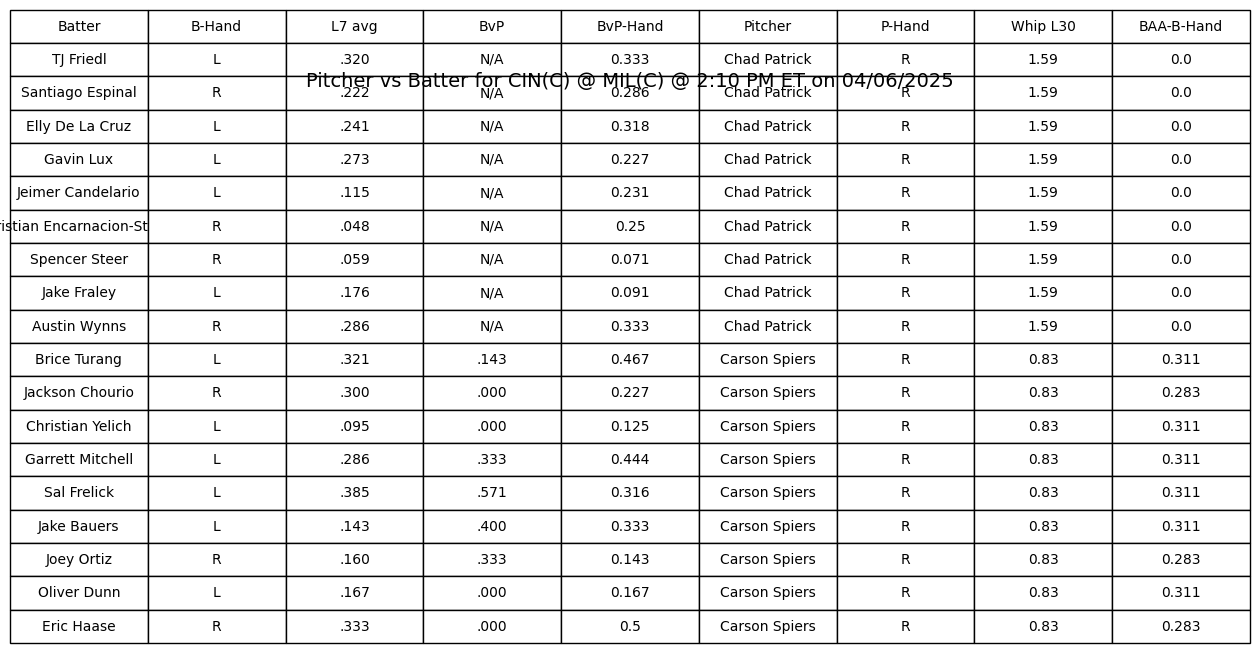 Batter B-Hand L7 avg BvP BvP-Hand Pitcher P-Hand Whip L30 BAA-B-Hand
TJ Friedl L .320 N/A 0.333 Chad Patrick R 1.59 0.0
Pitcher vs Batter for CIN(C) @ MIL(C) @ 2:10 PM ET on 04/06/2025
Santiago Espinal R .222 N/A 0.286 Chad Patrick R 1.59 0.0
Elly De La Cruz L .241 N/A 0.318 Chad Patrick R 1.59 0.0
Gavin Lux L .273 N/A 0.227 Chad Patrick R 1.59 0.0
Jeimer Candelario L .115 N/A 0.231 Chad Patrick R 1.59 0.0
istian Encarnacion-St R .048 N/A 0.25 Chad Patrick R 1.59 0.0
Spencer Steer R .059 N/A 0.071 Chad Patrick R 1.59 0.0
Jake Fraley L .176 N/A 0.091 Chad Patrick R 1.59 0.0
Austin Wynns R .286 N/A 0.333 Chad Patrick R 1.59 0.0
Brice Turang L .321 .143 0.467 Carson Spiers R 0.83 0.311
Jackson Chourio R .300 .000 0.227 Carson Spiers R 0.83 0.283
Christian Yelich L .095 .000 0.125 Carson Spiers R 0.83 0.311
Garrett Mitchell L .286 .333 0.444 Carson Spiers R 0.83 0.311
Sal Frelick L .385 .571 0.316 Carson Spiers R 0.83 0.311
Jake Bauers L .143 .400 0.333 Carson Spiers R 0.83 0.311
Joey Ortiz R .160 .333 0.143 Carson Spiers R 0.83 0.283
Oliver Dunn L .167 .000 0.167 Carson Spiers R 0.83 0.311
Eric Haase R .333 .000 0.5 Carson Spiers R 0.83 0.283